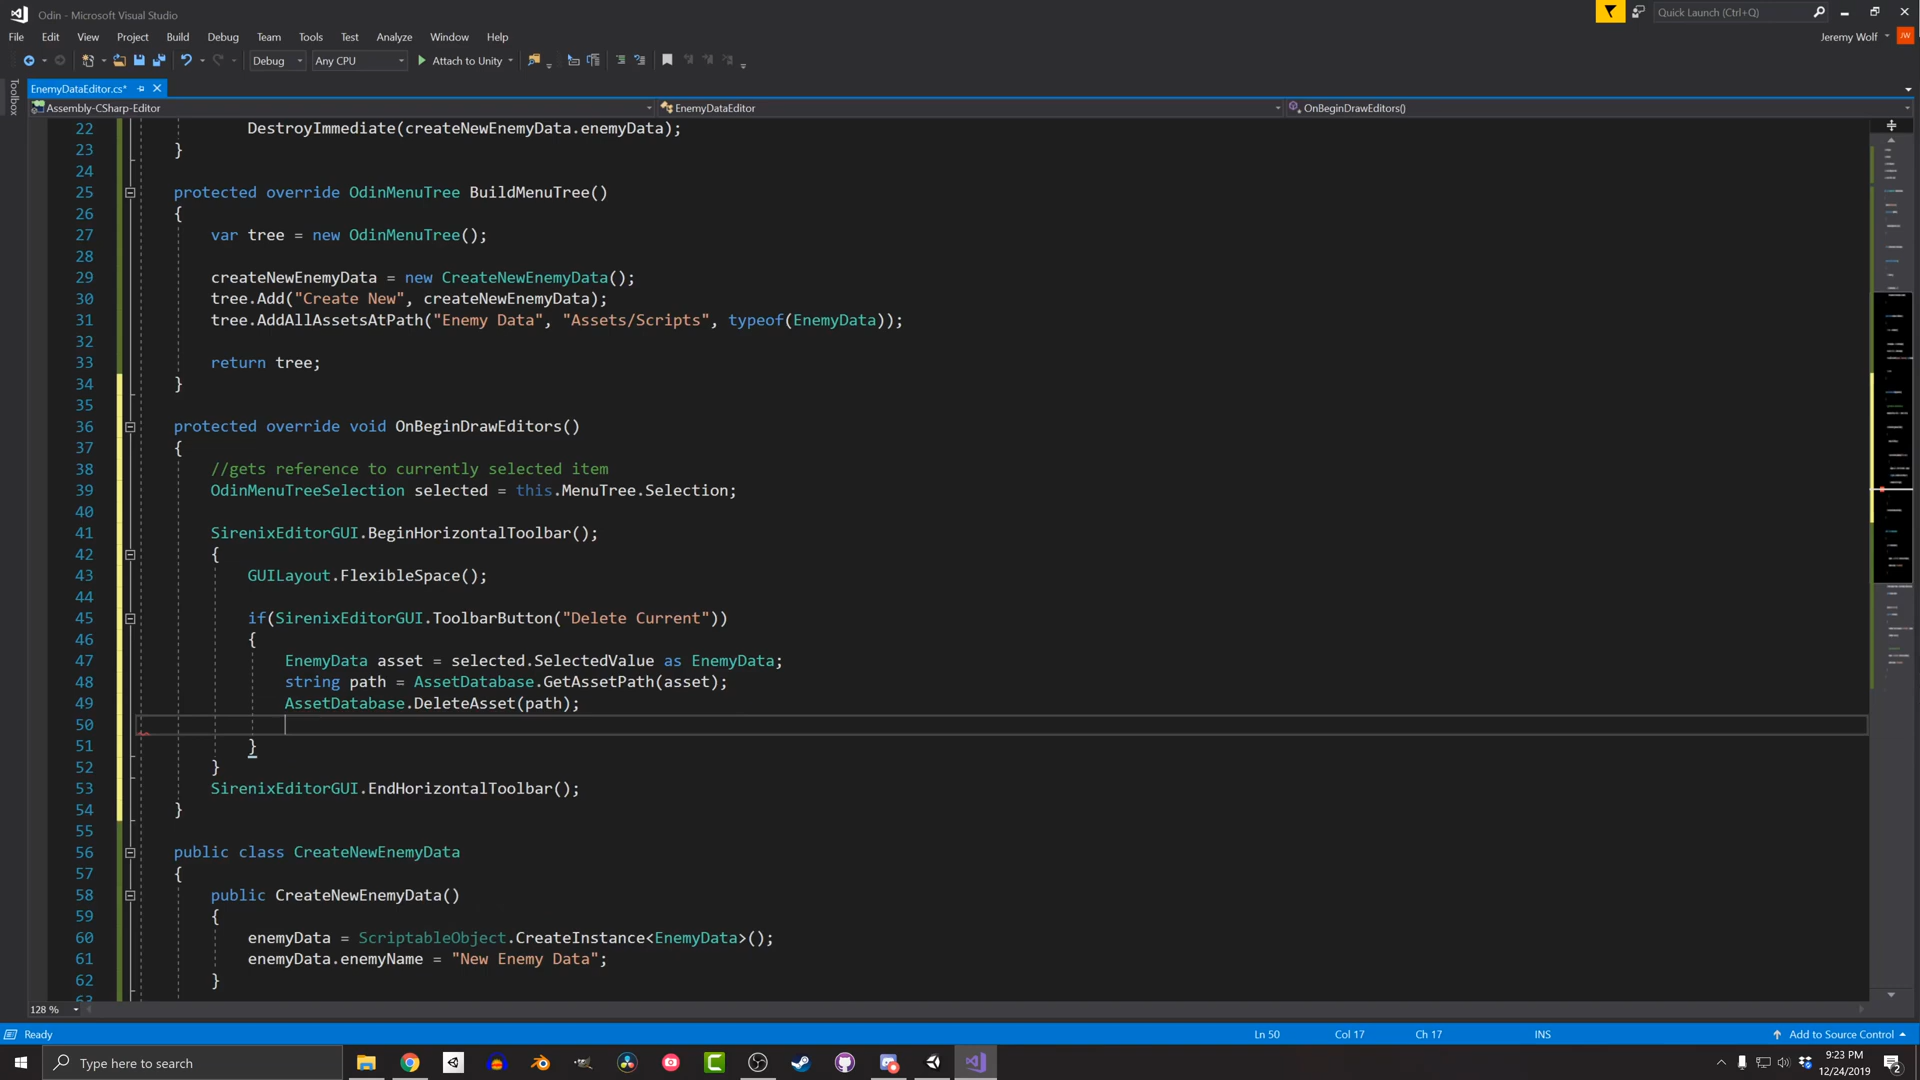 Odin - Microsoft Visual Studio
Quick Launch (Ctrl+Q)
File Edit View Project Build Debug Team Tools Test Analyze Window Help
Jeremy Wolf JW
Debug Any CPU Attach to Unity
Toolbox
EnemyDataEditor.cs*
Assembly-CSharp-Editor EnemyDataEditor OnBeginDrawEditors()
22 DestroyImmediate(createNewEnemyData.enemyData);
23 }
24
25 protected override OdinMenuTree BuildMenuTree()
26 {
27 var tree = new OdinMenuTree();
28
29 createNewEnemyData = new CreateNewEnemyData();
30 tree.Add("Create New", createNewEnemyData);
31 tree.AddAllAssetsAtPath("Enemy Data", "Assets/Scripts", typeof(EnemyData));
32
33 return tree;
34 }
35
36 protected override void OnBeginDrawEditors()
37 {
38 //gets reference to currently selected item
39 OdinMenuTreeSelection selected = this.MenuTree.Selection;
40
41 SirenixEditorGUI.BeginHorizontalToolbar();
42 {
43 GUILayout.FlexibleSpace();
44
45 if(SirenixEditorGUI.ToolbarButton("Delete Current"))
46 {
47 EnemyData asset = selected.SelectedValue as EnemyData;
48 string path = AssetDatabase.GetAssetPath(asset);
49 AssetDatabase.DeleteAsset(path);
50
51 }
52 }
53 SirenixEditorGUI.EndHorizontalToolbar();
54 }
55
56 public class CreateNewEnemyData
57 {
58 public CreateNewEnemyData()
59 {
60 enemyData = ScriptableObject.CreateInstance<EnemyData>();
61 enemyData.enemyName = "New Enemy Data";
62 }
63
128 %
Ready Ln 50 Col 17 Ch 17 INS Add to Source Control
Type here to search
9:23 PM
12/24/2019
2